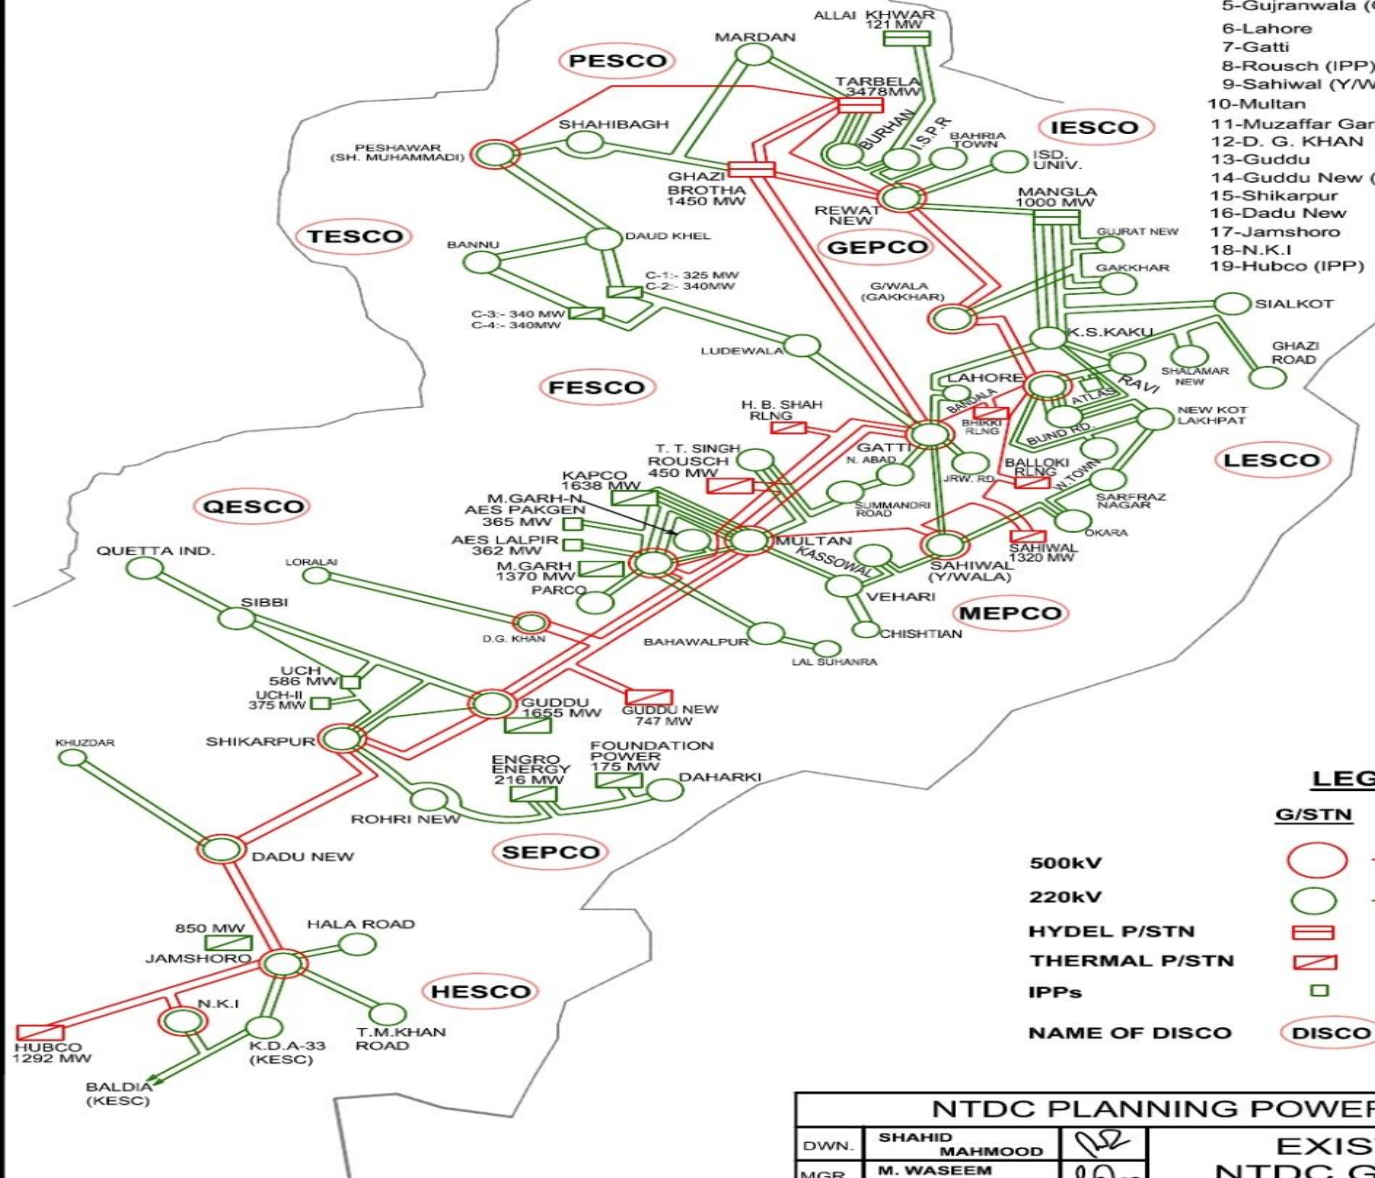 5-Gujranwala (
6-Lahore
7-Gatti
8-Rousch (IPP)
9-Sahiwal (Y/W
10-Multan
11-Muzaffar Gar
12-D. G. KHAN
13-Guddu
14-Guddu New (
15-Shikarpur
16-Dadu New
17-Jamshoro
18-N.K.I
19-Hubco (IPP)
ALLAI KHWAR
121 MW
MARDAN
PESCO
TARBELA
3478MW
SHAHIBAGH
BURHAN
I.S.P.R
BAHRIA
TOWN
IESCO
PESHAWAR
(SH. MUHAMMADI)
ISD.
UNIV.
GHAZI
BROTHA
1450 MW
MANGLA
1000 MW
REWAT
NEW
TESCO
DAUD KHEL
BANNU
GEPCO
GUJRAT NEW
C-1:- 325 MW
C-2:- 340MW
GAKKHAR
G/WALA
(GAKKHAR)
SIALKOT
C-3:- 340 MW
C-4:- 340MW
K.S.KAKU
LUDEWALA
GHAZI
ROAD
SHALAMAR
NEW
FESCO
LAHORE
RAVI
ATLAS
BANDALA
H. B. SHAH
RLNG
BHIKKI
RLNG
NEW KOT
LAKHPAT
BUND RD.
GATTI
T. T. SINGH
ROUSCH
450 MW
N. ABAD
JRW. RD.
BALLOKI
RLNG
W.TOWN
LESCO
KAPCO
1638 MW
M.GARH-N
AES PAKGEN
365 MW
SUMMANDRI
ROAD
SARFRAZ
NAGAR
OKARA
QESCO
AES LALPIR
362 MW
MULTAN
KASSOWAL
SAHIWAL
1320 MW
SAHIWAL
(Y/WALA)
QUETTA IND.
LORALAI
M.GARH
1370 MW
PARCO
VEHARI
MEPCO
SIBBI
D.G. KHAN
BAHAWALPUR
CHISHTIAN
LAL SUHANRA
UCH
586 MW
UCH-II
375 MW
GUDDU
1655 MW
GUDDU NEW
747 MW
SHIKARPUR
KHUZDAR
FOUNDATION
POWER
175 MW
ENGRO
ENERGY
216 MW
DAHARKI
ROHRI NEW
SEPCO
DADU NEW
850 MW
HALA ROAD
JAMSHORO
HESCO
N.K.I
T.M.KHAN
ROAD
K.D.A-33
(KESC)
HUBCO
1292 MW
BALDIA
(KESC)
LEG
G/STN
500kV
220kV
HYDEL P/STN
THERMAL P/STN
IPPs
NAME OF DISCO
DISCO
NTDC PLANNING POWER
DWN.
SHAHID
MAHMOOD
EXIS
MGR
M. WASEEM
NTDC G